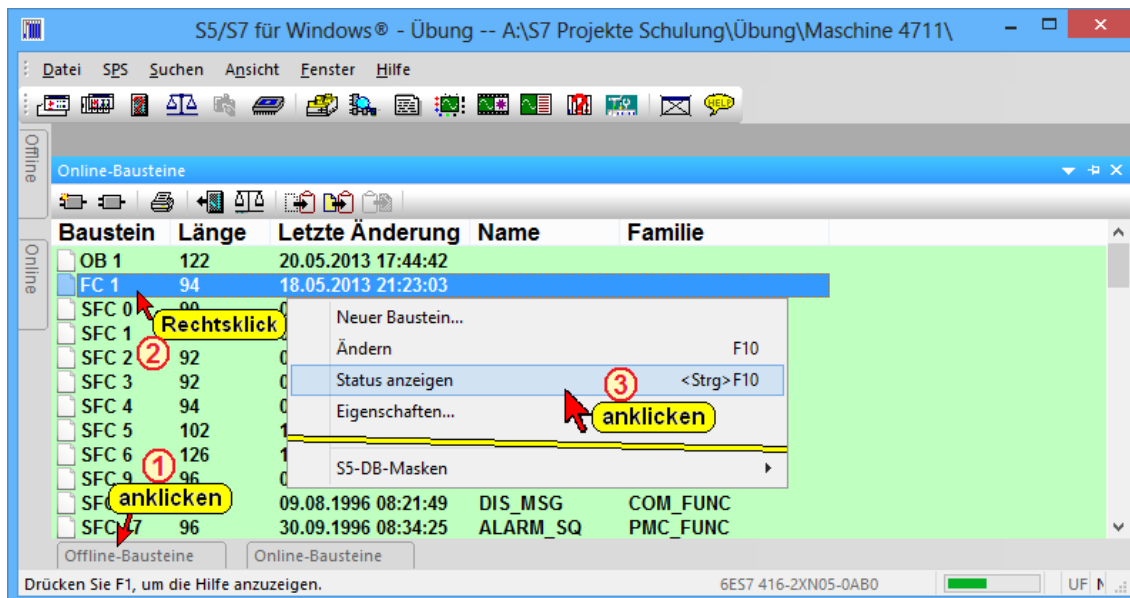 S5/S7 für Windows® - Übung -- A:\S7 Projekte Schulung\Übung\Maschine 4711\
Datei SPS Suchen Ansicht Fenster Hilfe
HELP
Offline
Online-Bausteine
Online
Baustein Länge Letzte Änderung Name Familie
OB 1 122 20.05.2013 17:44:42
FC 1 94 18.05.2013 21:23:03
SFC 0 90
Rechtsklick
SFC 1
2
SFC 2 92
SFC 3 92
SFC 4 94
SFC 5 102
SFC 6 126
SFC 9 96
Neuer Baustein...
Ändern F10
Status anzeigen <Strg>F10
3
Eigenschaften...
anklicken
S5-DB-Masken
1
anklicken
09.08.1996 08:21:49 DIS_MSG COM_FUNC
96 30.09.1996 08:34:25 ALARM_SQ PMC_FUNC
Offline-Bausteine Online-Bausteine
Drücken Sie F1, um die Hilfe anzuzeigen. 6ES7 416-2XN05-0AB0 UF